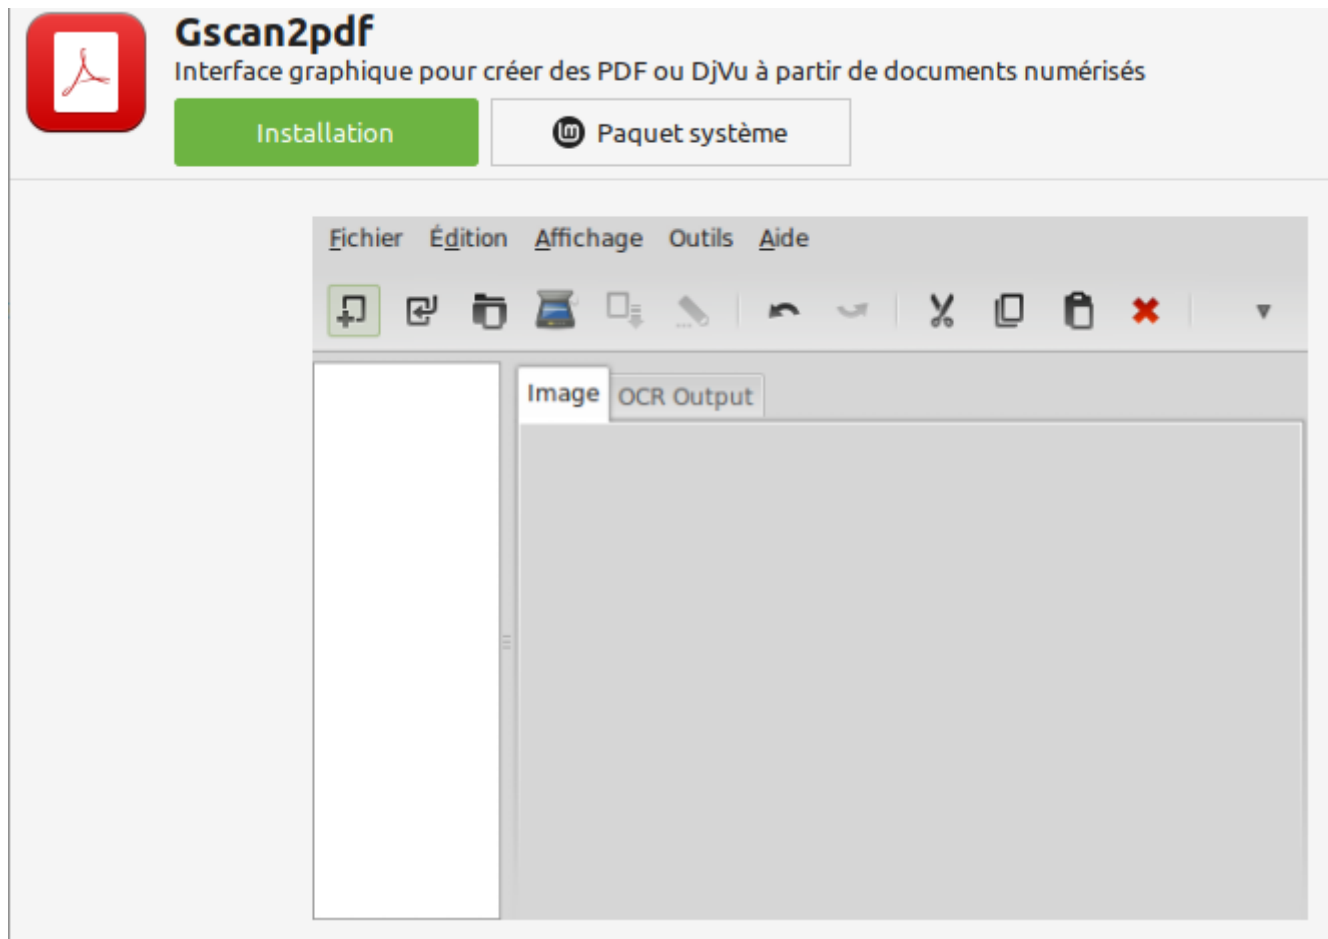 Gscan2pdf
Interface graphique pour créer des PDF ou DjVu à partir de documents numérisés
Installation
Paquet système
Fichier Édition Affichage Outils Aide
Image OCR Output